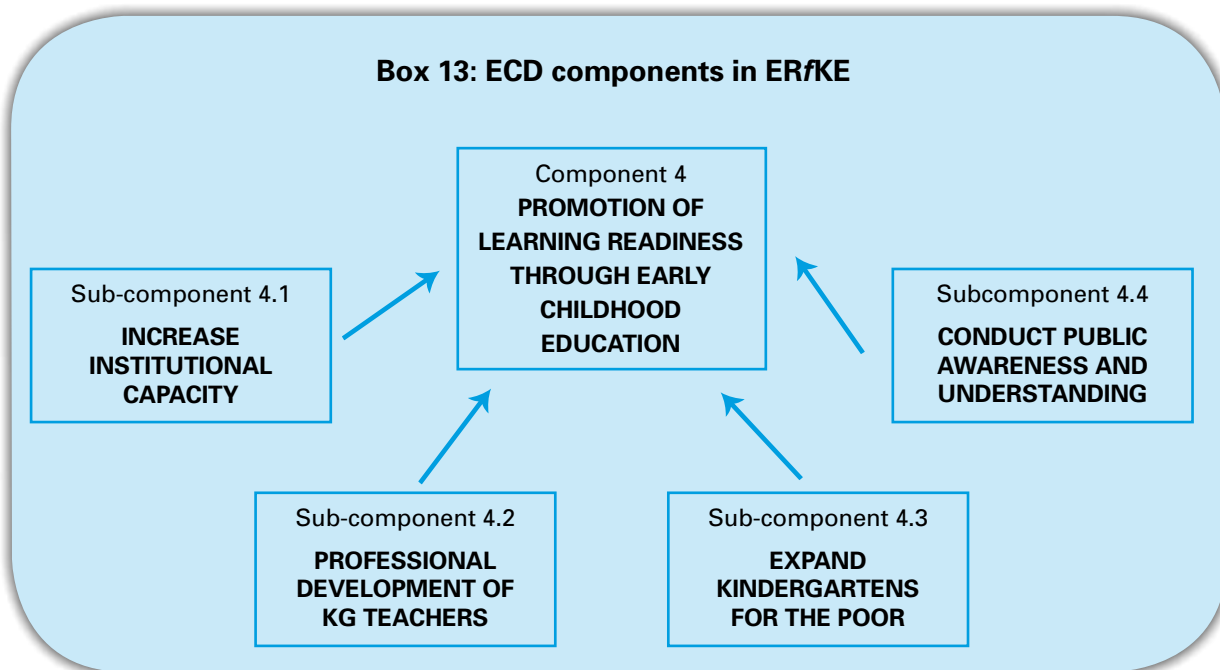 Box 13: ECD components in ERfKE
Component 4
PROMOTION OF
LEARNING READINESS
THROUGH EARLY
CHILDHOOD
EDUCATION
Sub-component 4.1
INCREASE
INSTITUTIONAL
CAPACITY
Subcomponent 4.4
CONDUCT PUBLIC
AWARENESS AND
UNDERSTANDING
Sub-component 4.2
PROFESSIONAL
DEVELOPMENT OF
KG TEACHERS
Sub-component 4.3
EXPAND
KINDERGARTENS
FOR THE POOR